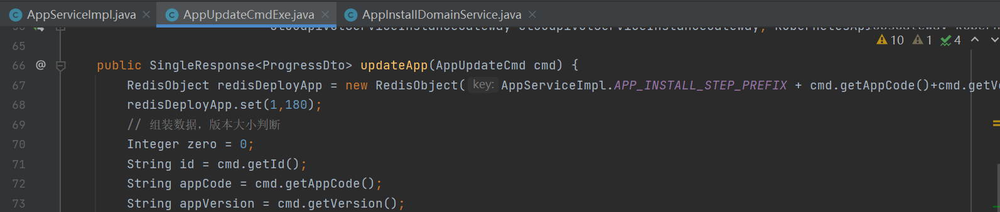 AppServiceImpl.java × AppUpdateCmdExe.java × AppInstallDomainService.java ×
10 1 4
65
66 @ public SingleResponse<ProgressDto> updateApp(AppUpdateCmd cmd) {
67 RedisObject redisDeployApp = new RedisObject( key: AppServiceImpl.APP_INSTALL_STEP_PREFIX + cmd.getAppCode()+cmd.getVe
68 redisDeployApp.set(1,180);
69 // 组装数据，版本大小判断
70 Integer zero = 0;
71 String id = cmd.getId();
72 String appCode = cmd.getAppCode();
73 String appVersion = cmd.getVersion();